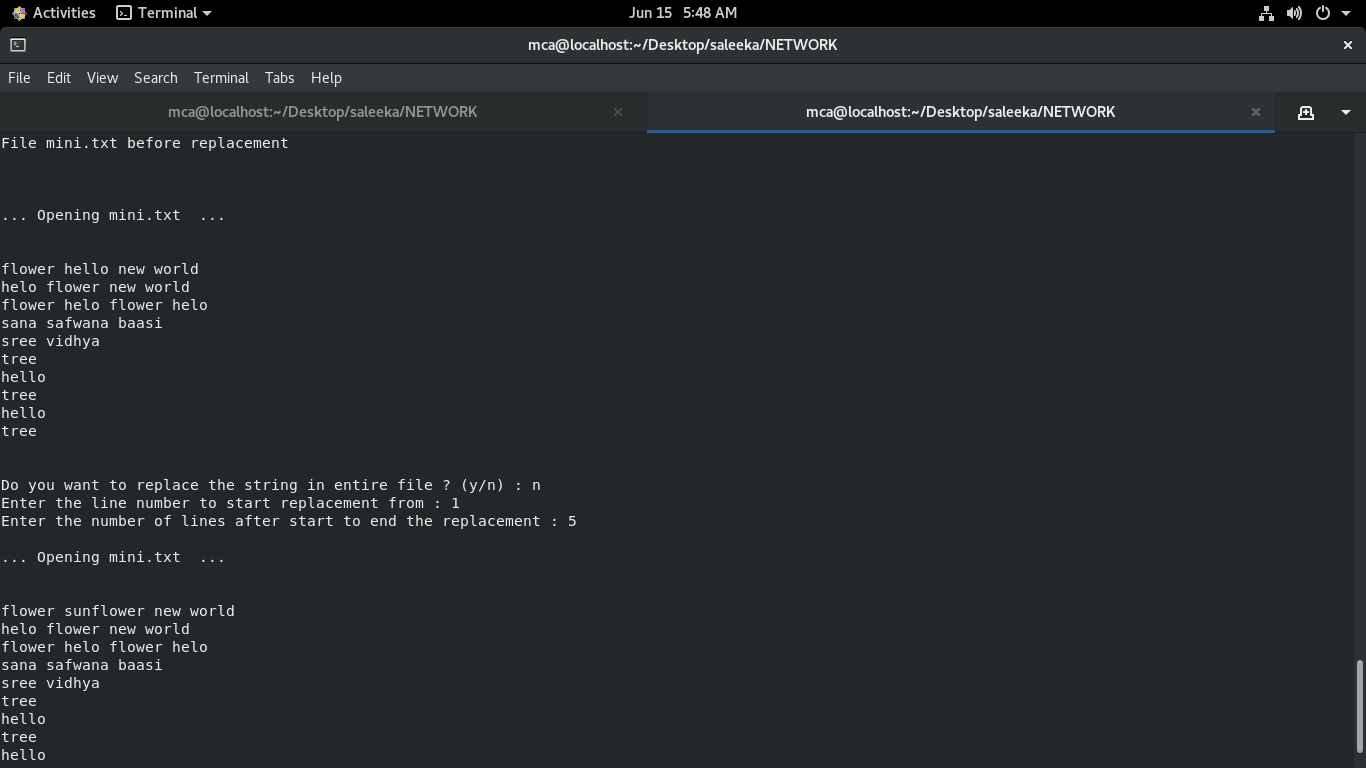 Activities Terminal Jun 15 5:48 AM
mca@localhost:~/Desktop/saleeka/NETWORK
File Edit View Search Terminal Tabs Help
mca@localhost:~/Desktop/saleeka/NETWORK mca@localhost:~/Desktop/saleeka/NETWORK
File mini.txt before replacement
... Opening mini.txt  ...
flower hello new world
helo flower new world
flower helo flower helo
sana safwana baasi
sree vidhya
tree
hello
tree
hello
tree
Do you want to replace the string in entire file ? (y/n) : n
Enter the line number to start replacement from : 1
Enter the number of lines after start to end the replacement : 5
... Opening mini.txt  ...
flower sunflower new world
helo flower new world
flower helo flower helo
sana safwana baasi
sree vidhya
tree
hello
tree
hello